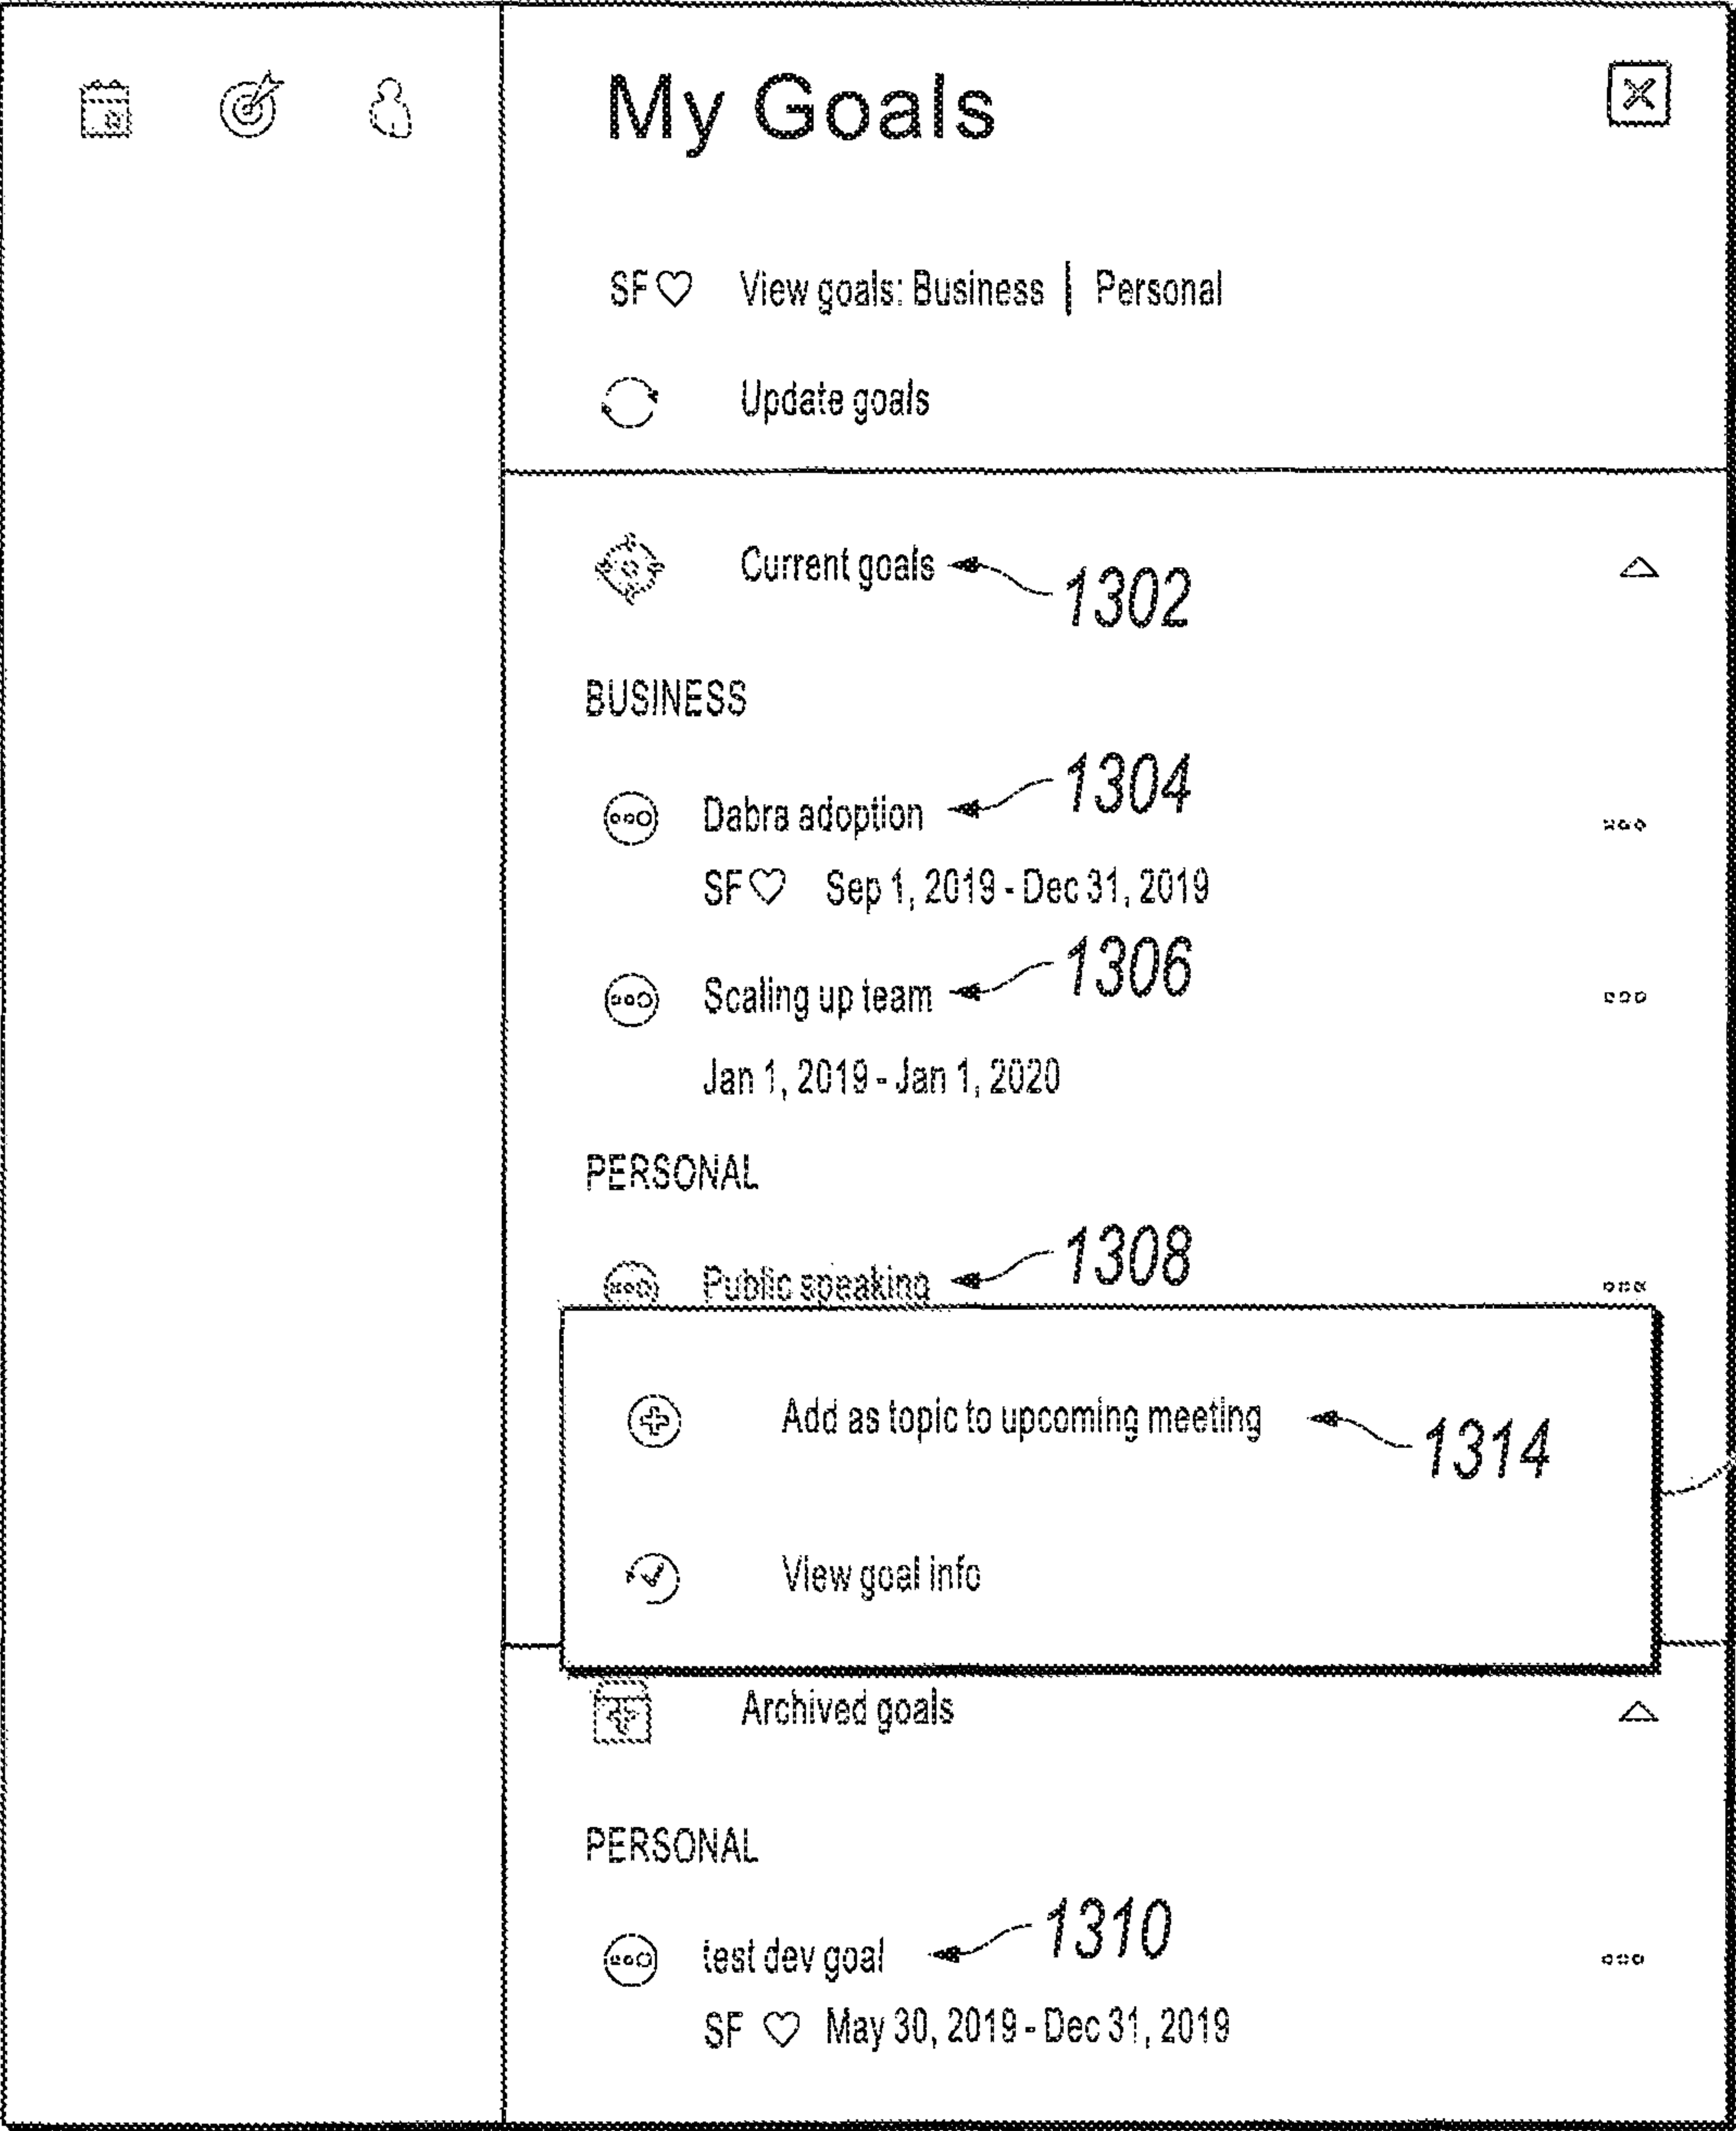 My Goals
SF♡ View goals: Business | Personal
Update goals
Current goals 1302
BUSINESS
Dabra adoption 1304
SF♡ Sep 1, 2019 - Dec 31, 2019
Scaling up team 1306
Jan 1, 2019 - Jan 1, 2020
PERSONAL
Public speaking 1308
Add as topic to upcoming meeting 1314
View goal info
Archived goals
PERSONAL
test dev goal 1310
SF ♡ May 30, 2019 - Dec 31, 2019